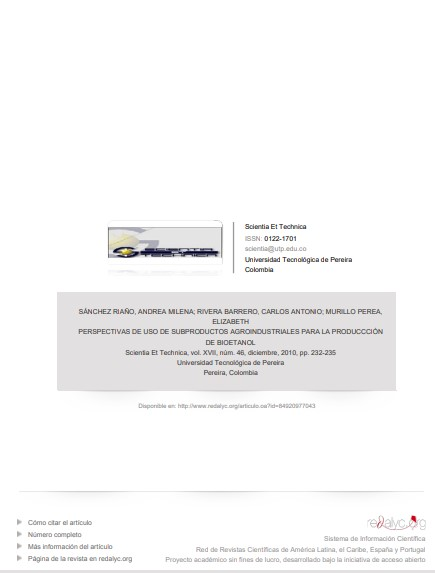 SCIENTIA
TECHNICA
Scientia Et Technica
ISSN: 0122-1701
scientia@utp.edu.co
Universidad Tecnológica de Pereira
Colombia
SÁNCHEZ RIAÑO, ANDREA MILENA; RIVERA BARRERO, CARLOS ANTONIO; MURILLO PEREA,
ELIZABETH
PERSPECTIVAS DE USO DE SUBPRODUCTOS AGROINDUSTRIALES PARA LA PRODUCCCIÓN
DE BIOETANOL
Scientia Et Technica, vol. XVII, núm. 46, diciembre, 2010, pp. 232-235
Universidad Tecnológica de Pereira
Pereira, Colombia
Disponible en: http://www.redalyc.org/articulo.oa?id=84920977043
Cómo citar el artículo
Número completo
Más información del artículo
Página de la revista en redalyc.org
redalyc.org
Sistema de Información Científica
Red de Revistas Científicas de América Latina, el Caribe, España y Portugal
Proyecto académico sin fines de lucro, desarrollado bajo la iniciativa de acceso abierto